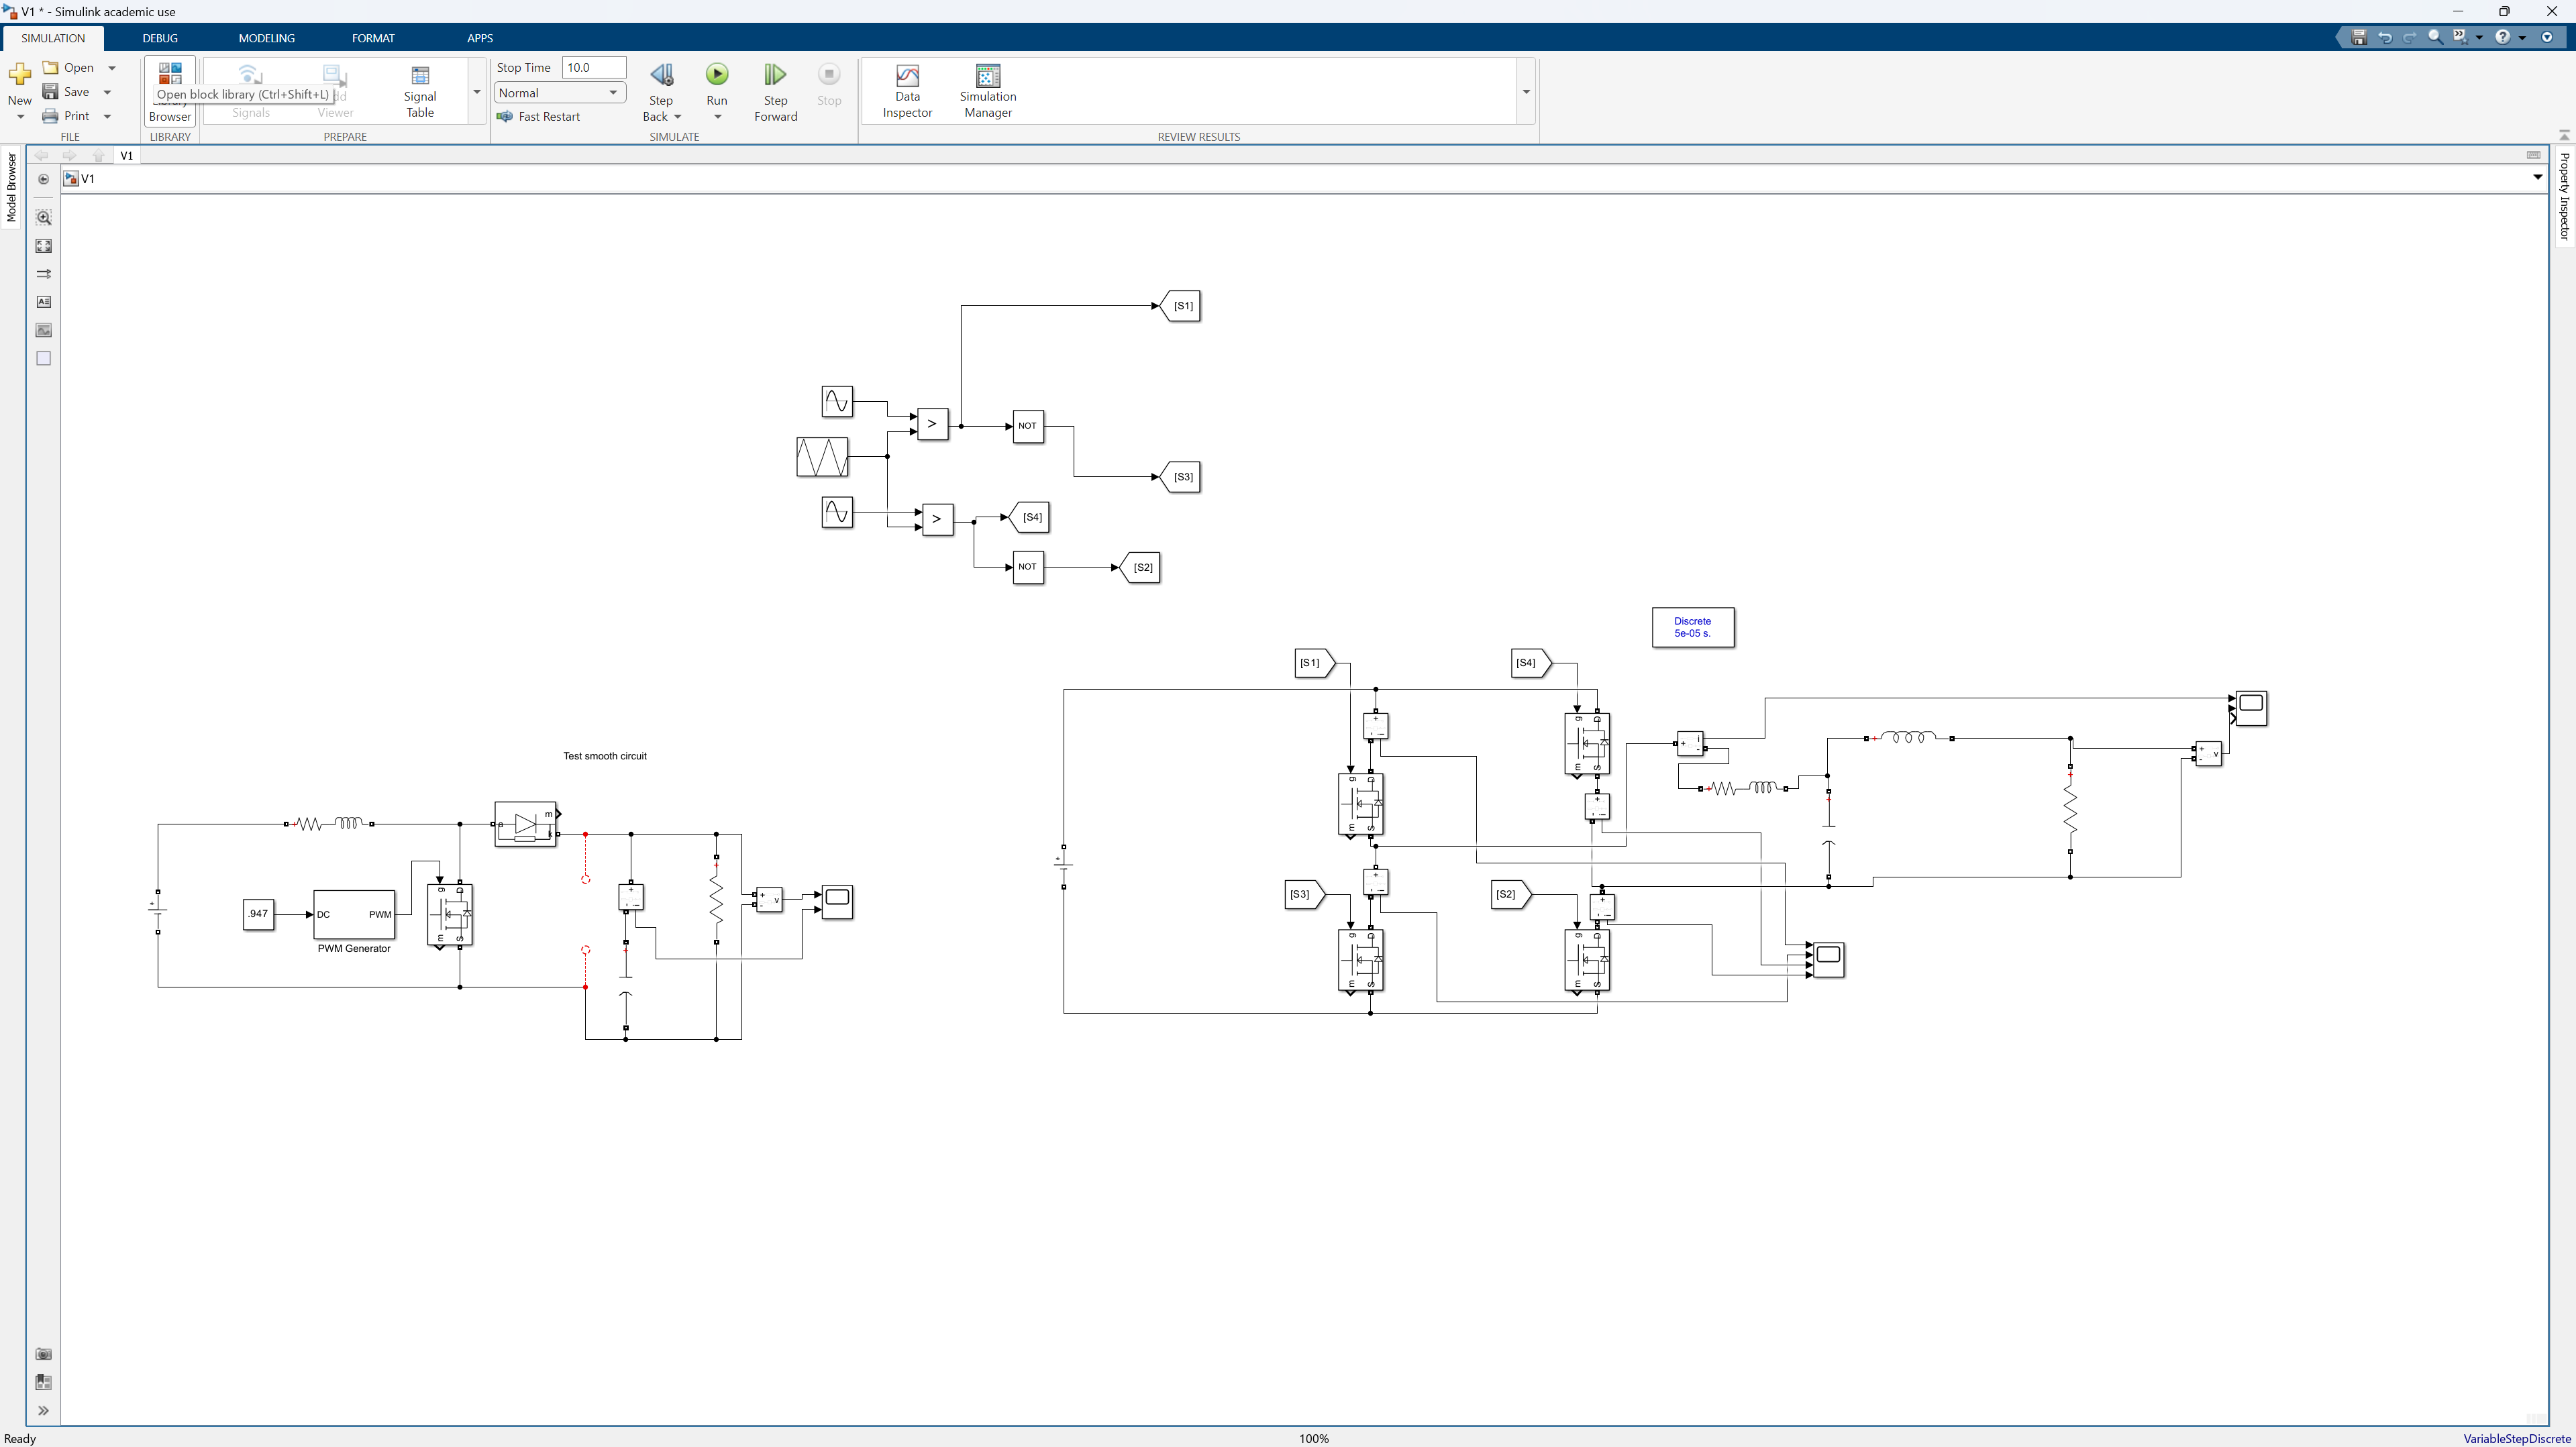 V1 * - Simulink academic use
SIMULATION
DEBUG
MODELING
FORMAT
APPS
New
Open
Save
Print
FILE
Open block library (Ctrl+Shift+L)
Browser
LIBRARY
Signals
Viewer
Signal
Table
PREPARE
Stop Time
10.0
Normal
Fast Restart
Step
Back
Run
Step
Forward
Stop
SIMULATE
Data
Inspector
Simulation
Manager
REVIEW RESULTS
Model Browser
Property Inspector
V1
V1
[S1]
>
NOT
[S3]
>
[S4]
NOT
[S2]
Discrete
5e-05 s.
[S1]
[S4]
[S3]
[S2]
g
D
m
S
g
D
m
S
g
D
m
S
g
D
m
S
i
v
Test smooth circuit
a
m
k
.947
DC
PWM
PWM Generator
g
D
m
S
v
Ready
100%
VariableStepDiscrete